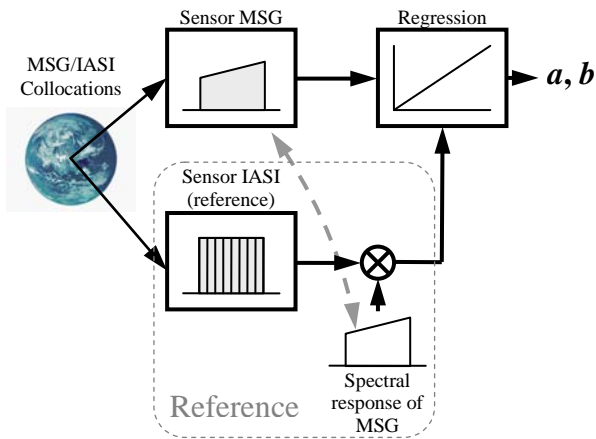 Sensor MSG
Regression
MSG/IASI
Collocations
a, b
Sensor IASI
(reference)
Spectral
response of
MSG
Reference